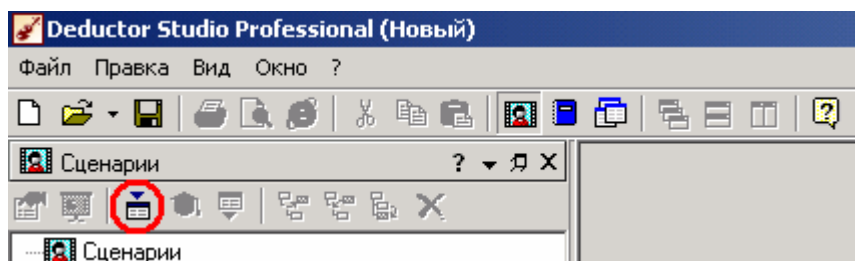 Deductor Studio Professional (Новый)
Файл Правка Вид Окно ?
Сценарии ?
Сценарии